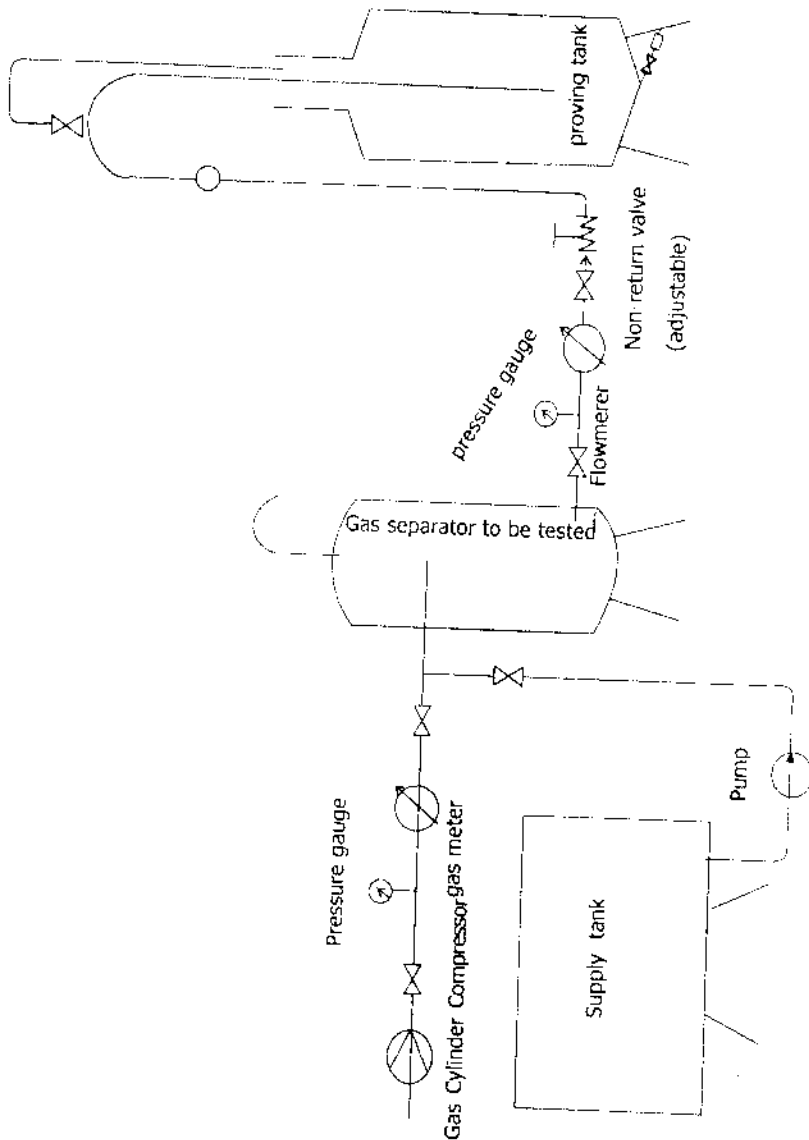 proving tank
Non return valve
(adjustable)
pressure gauge
Flowmerer
Gas separator to be tested
Pressure gauge
gas meter
Gas Cylinder Compressor
Pump
Supply tank